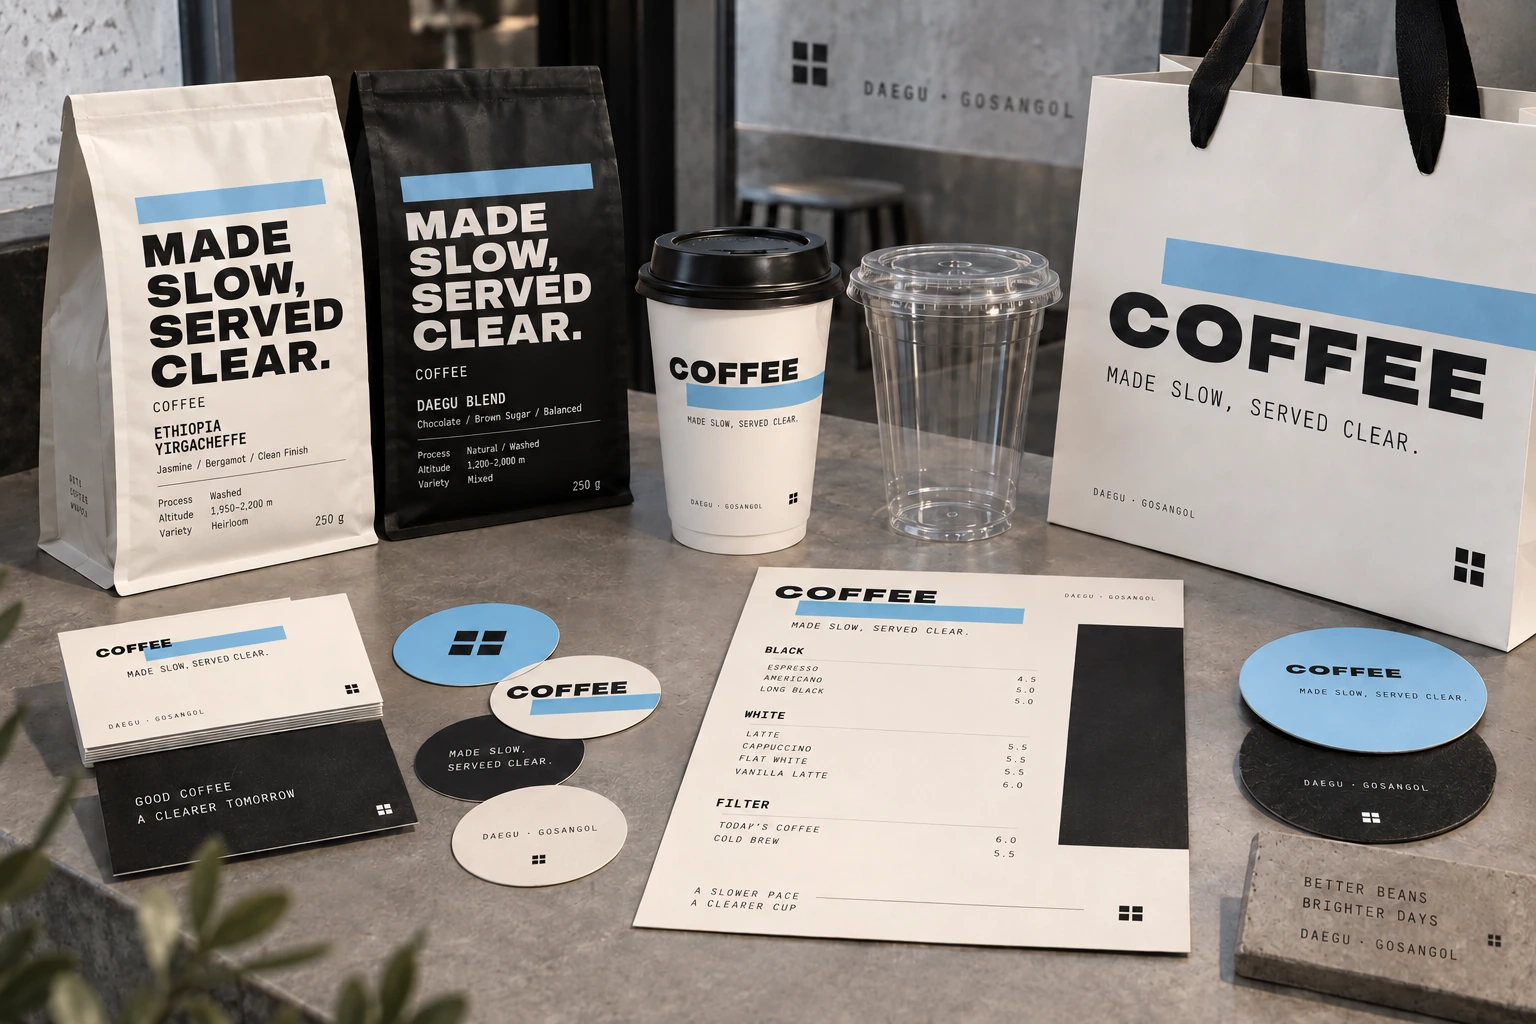 DAEGU · GOSANGOL
MADE
SLOW,
SERVED
CLEAR.
COFFEE
ETHIOPIA
YIRGACHEFFE
Jasmine / Bergamot / Clean Finish
Process Washed
Altitude 1,950–2,200 m
Variety Heirloom
250 g
MADE
SLOW,
SERVED
CLEAR.
COFFEE
DAEGU BLEND
Chocolate / Brown Sugar / Balanced
Process Natural / Washed
Altitude 1,200–2,000 m
Variety Mixed
250 g
COFFEE
MADE SLOW, SERVED CLEAR.
DAEGU · GOSANGOL
COFFEE
MADE SLOW, SERVED CLEAR.
DAEGU · GOSANGOL
COFFEE
MADE SLOW, SERVED CLEAR.
DAEGU · GOSANGOL
GOOD COFFEE
A CLEARER TOMORROW
COFFEE
MADE SLOW.
SERVEED CLEAR.
DAEGU · GOSANGOL
COFFEE
DAEGU · GOSANGOL
MADE SLOW, SERVED CLEAR.
BLACK
ESPRESSO
AMERICANO 4.5
LONG BLACK 5.0
5.0
WHITE
LATTE
CAPPUCCINO 5.5
FLAT WHITE 5.5
VANILLA LATTE 5.5
6.0
FILTER
TODAY'S COFFEE
COLD BREW 6.0
5.5
A SLOWER PACE
A CLEARER CUP
COFFEE
MADE SLOW, SERVED CLEAR.
DAEGU · GOSANGOL
BETTER BEANS
BRIGHTER DAYS
DAEGU · GOSANGOL